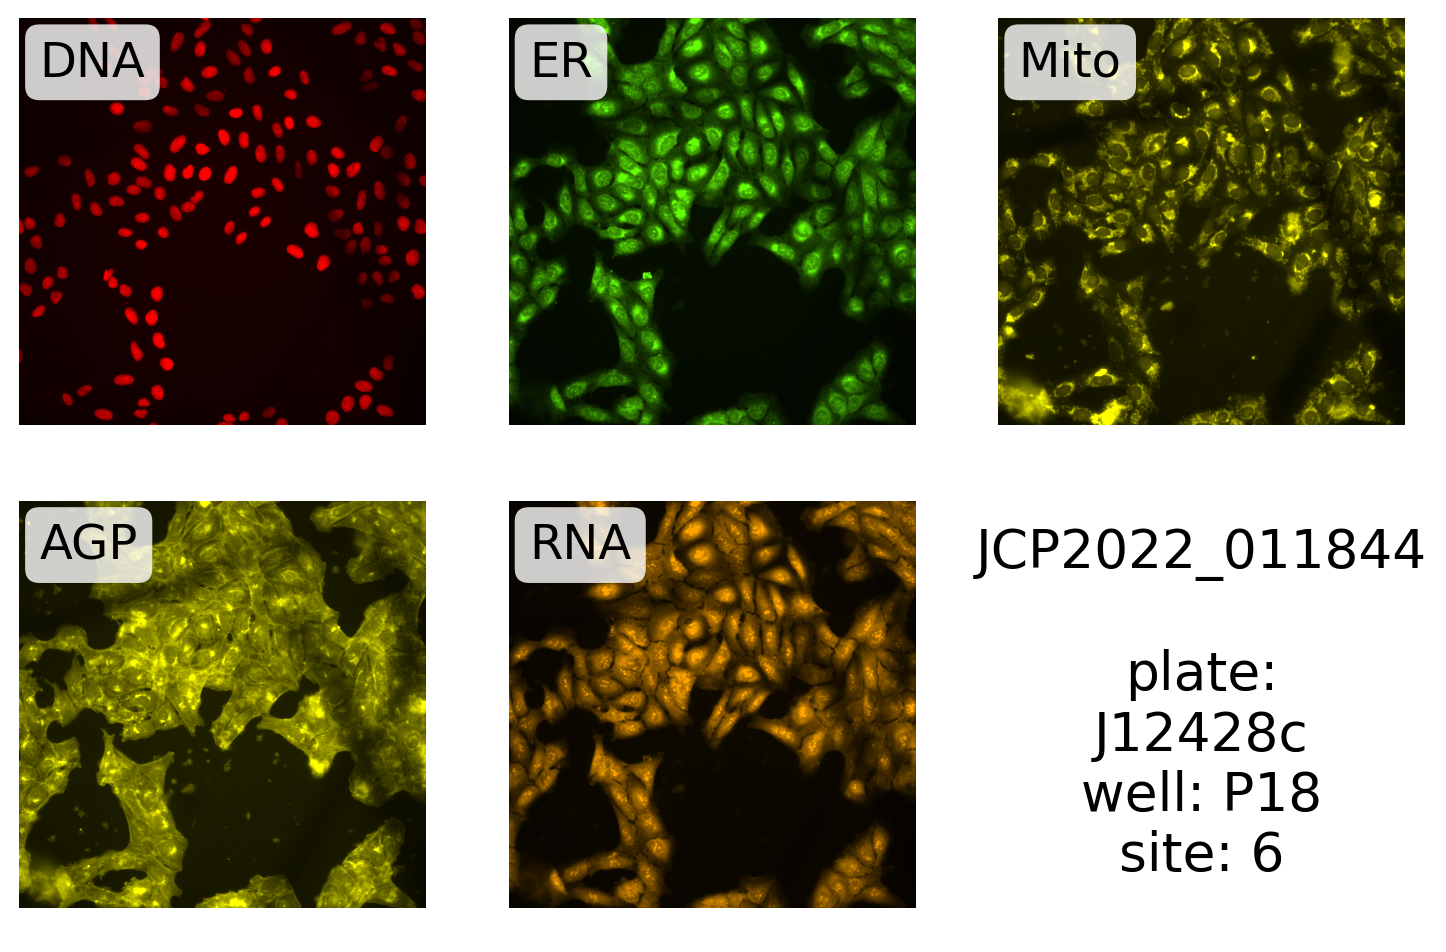 DNA
ER
Mito
AGP
RNA
JCP2022_011844
plate:
J12428c
well: P18
site: 6